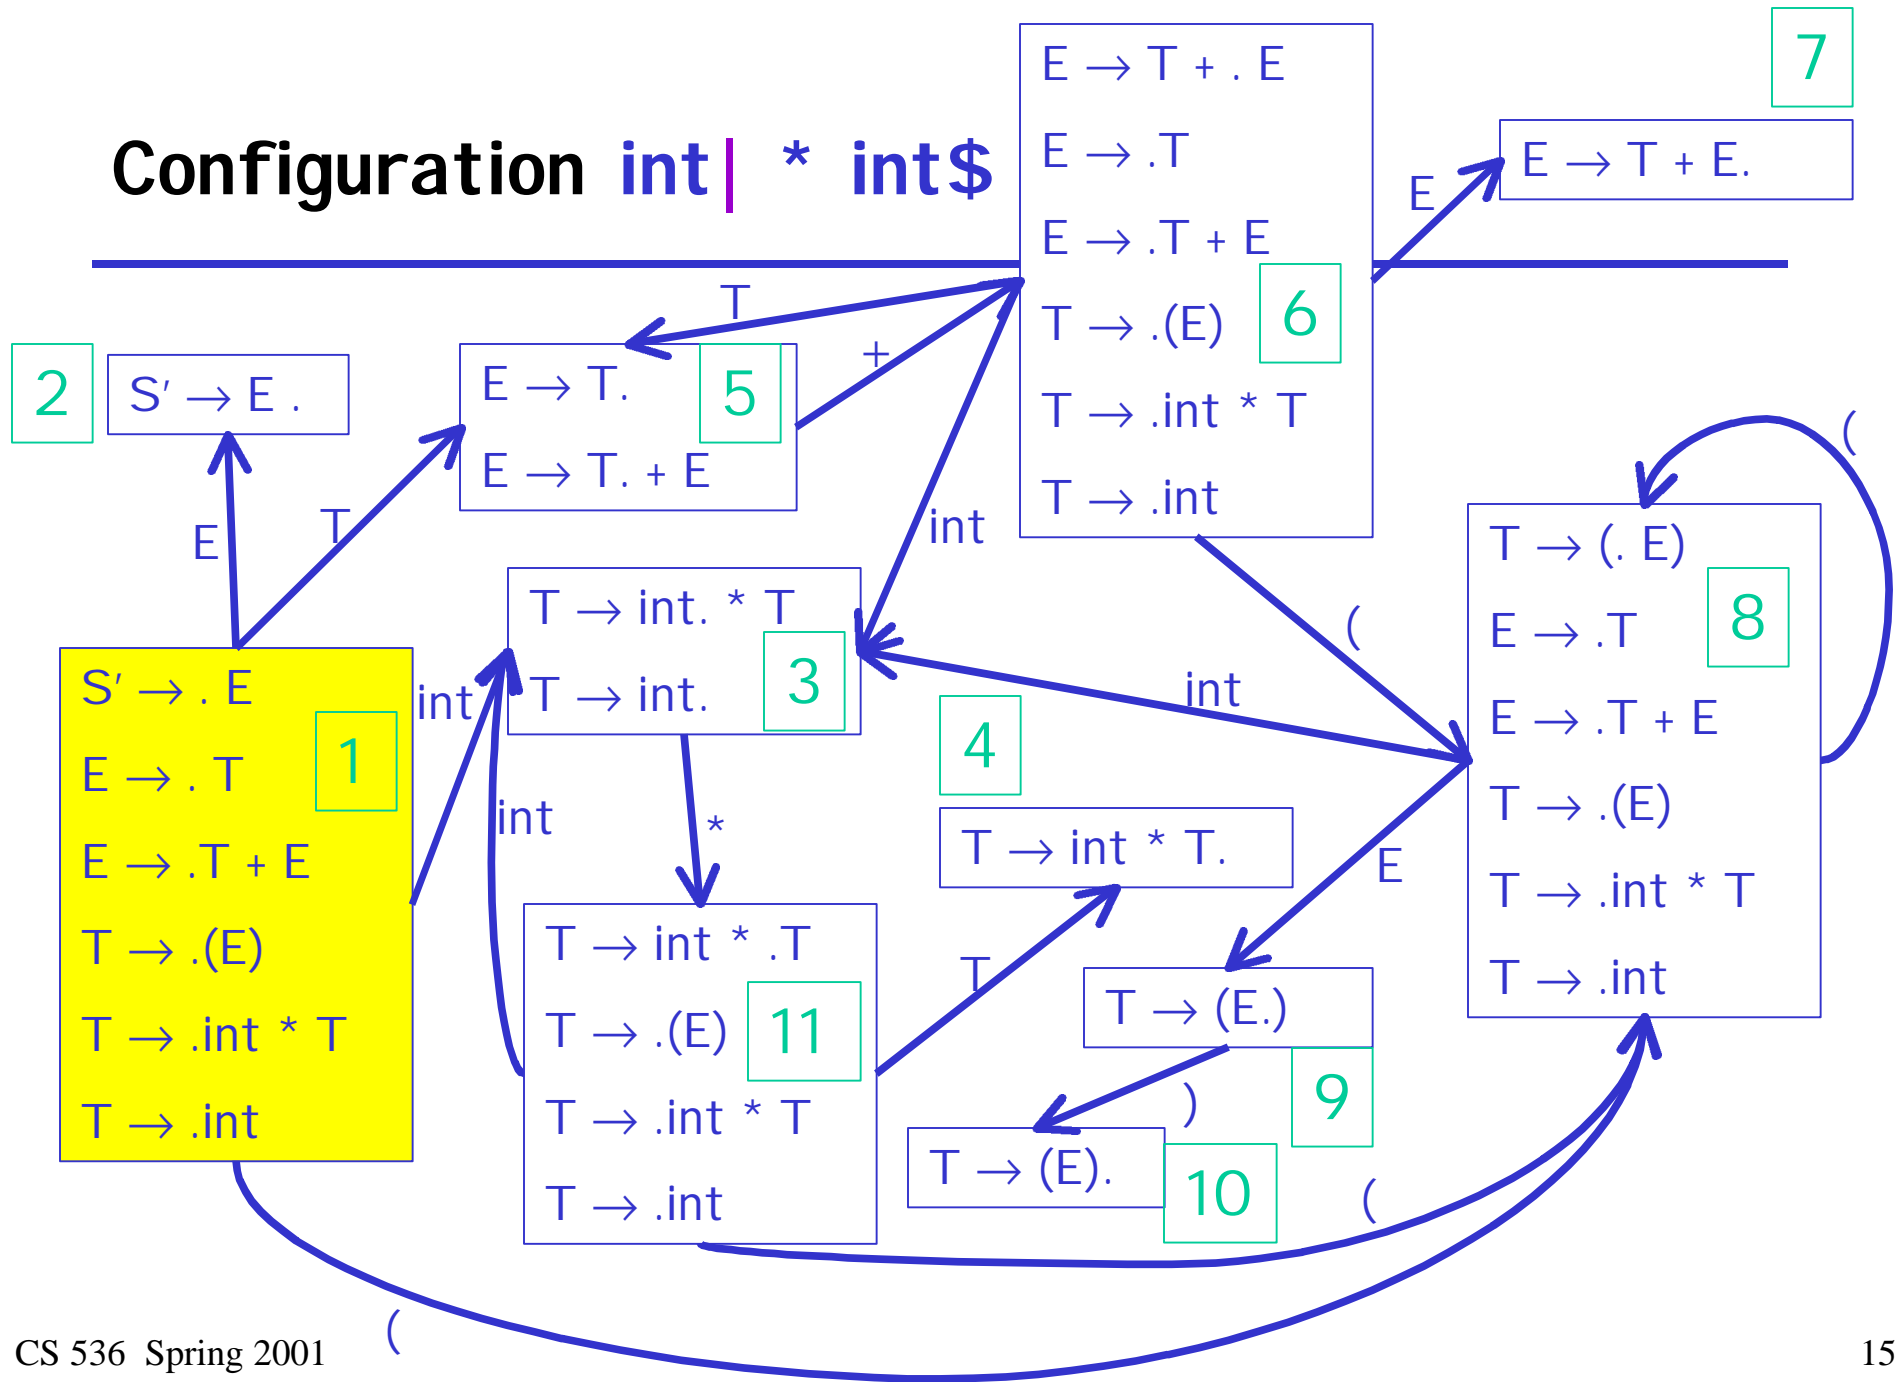 Configuration int| * int$
E → T + . E
E → .T
E → .T + E
T → .(E)
T → .int * T
T → .int
6
7
E → T + E.
E
T
+
int
(
2
S′ → E .
E → T.
E → T. + E
5
E
T
int
T → int. * T
T → int.
3
S′ → . E
E → . T
E → .T + E
T → .(E)
T → .int * T
T → .int
1
int
*
T → int * .T
T → .(E)
T → .int * T
T → .int
11
T
4
T → int * T.
int
E
T → (E.)
9
)
T → (E).
10
(
T → (. E)
E → .T
E → .T + E
T → .(E)
T → .int * T
T → .int
8
(
(
CS 536 Spring 2001
15